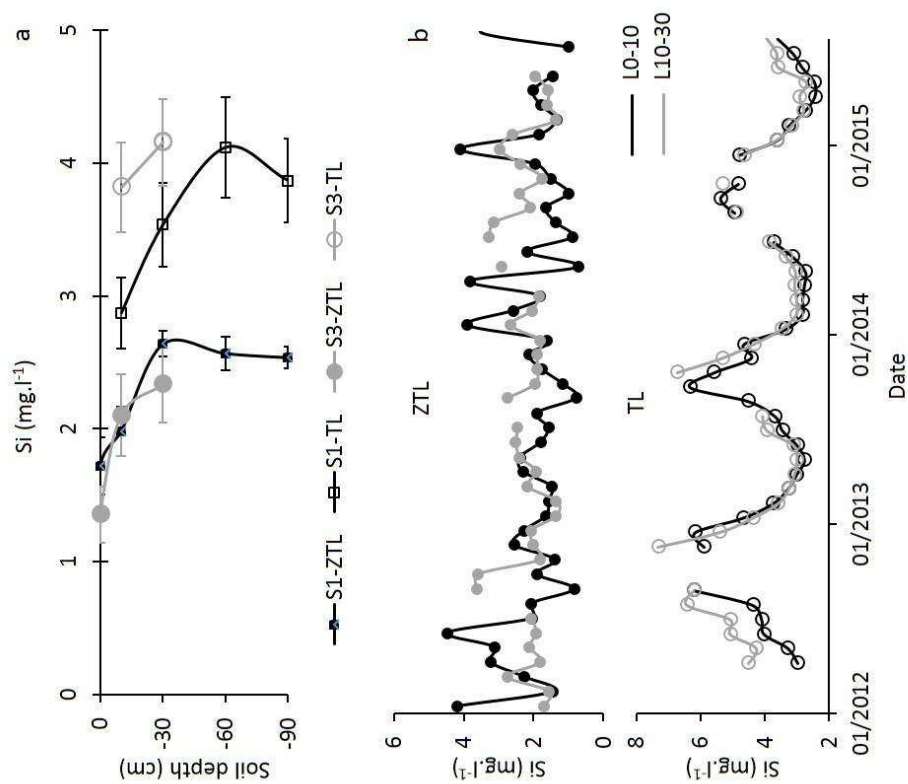 a
Si (mg.l-1)
0 1 2 3 4 5
0
-30
-60
-90
Soil depth (cm)
S1-ZTL S1-TL S3-ZTL S3-TL
b
ZTL
6
4
2
0
Si (mg.l-1)
L0-10
L10-30
TL
8
6
4
2
Si (mg.l-1)
01/2012 01/2013 01/2014 01/2015
Date